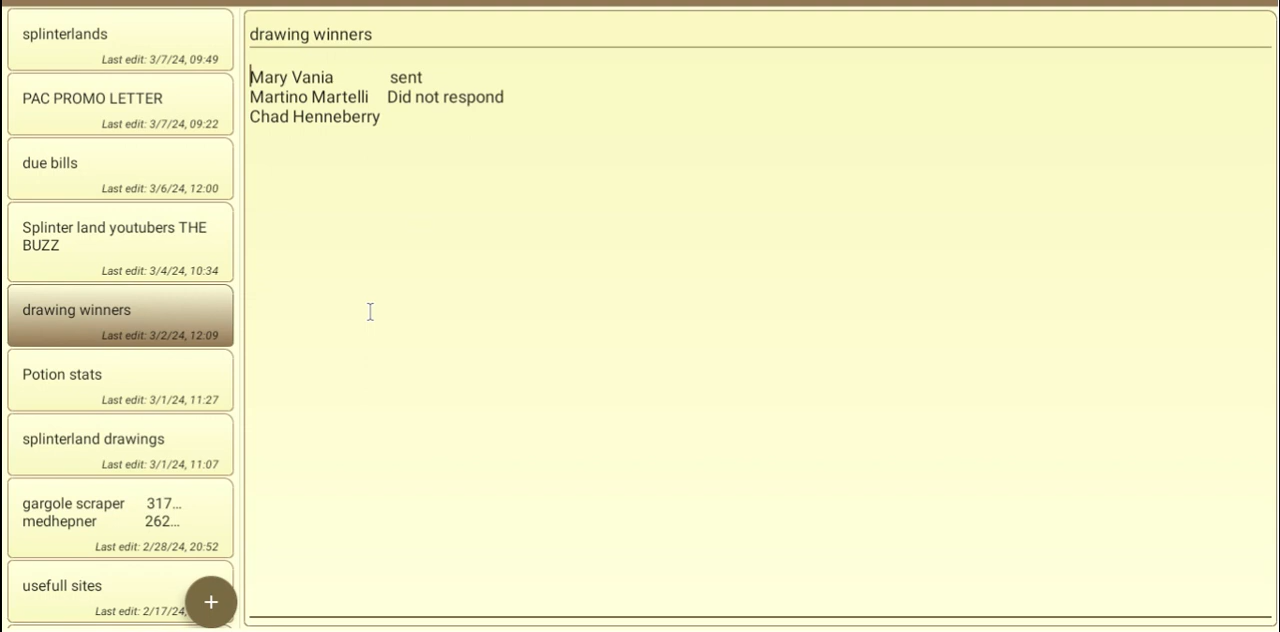 splinterlands
Last edit: 3/7/24, 09:49
PAC PROMO LETTER
Last edit: 3/7/24, 09:22
due bills
Last edit: 3/6/24, 12:00
Splinter land youtubers THE
BUZZ
Last edit: 3/4/24, 10:34
drawing winners
Last edit: 3/2/24, 12:09
Potion stats
Last edit: 3/1/24, 11:27
splinterland drawings
Last edit: 3/1/24, 11:07
gargole scraper 317...
medhepner 262...
Last edit: 2/28/24, 20:52
usefull sites
Last edit: 2/17/24,
+
drawing winners
Mary Vania sent
Martino Martelli Did not respond
Chad Henneberry